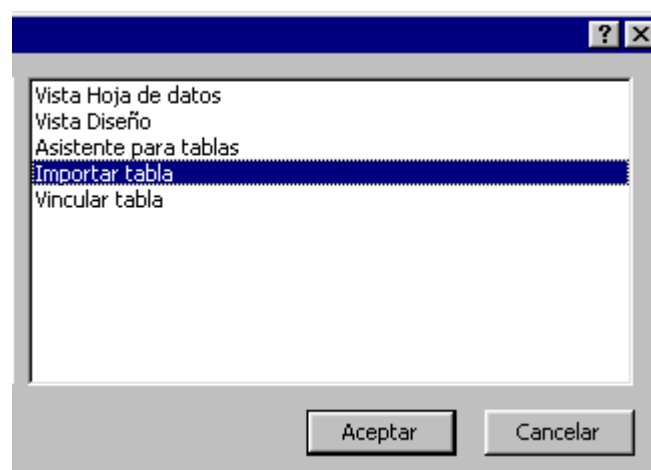 Vista Hoja de datos
Vista Diseño
Asistente para tablas
Importar tabla
Vincular tabla
Aceptar
Cancelar